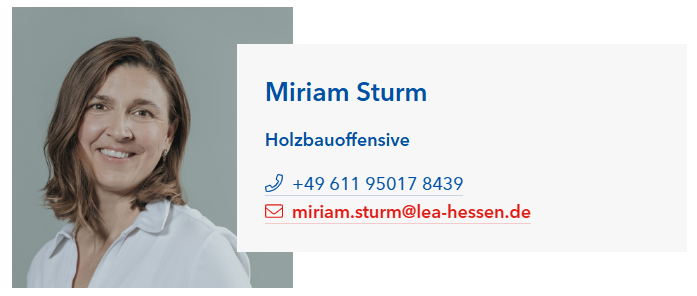 Miriam Sturm
Holzbauoffensive
+49 611 95017 8439
miriam.sturm@lea-hessen.de